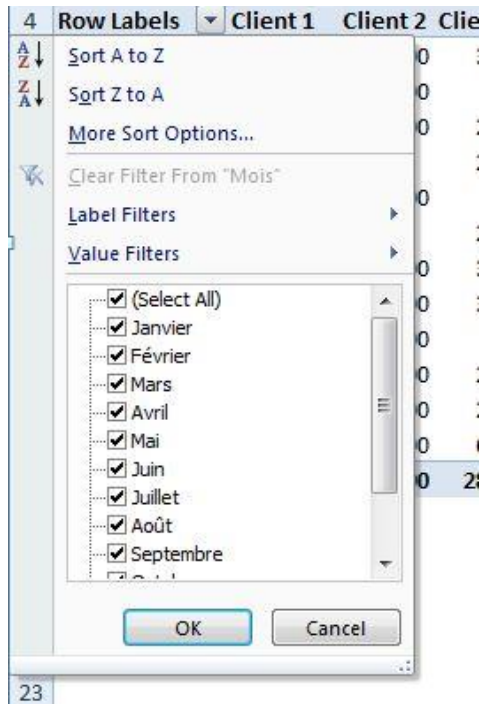 4 Row Labels Client 1 Client 2
Sort A to Z
Sort Z to A
More Sort Options...
Clear Filter From "Mois"
Label Filters
Value Filters
(Select All)
Janvier
Février
Mars
Avril
Mai
Juin
Juillet
Août
Septembre
OK Cancel
23